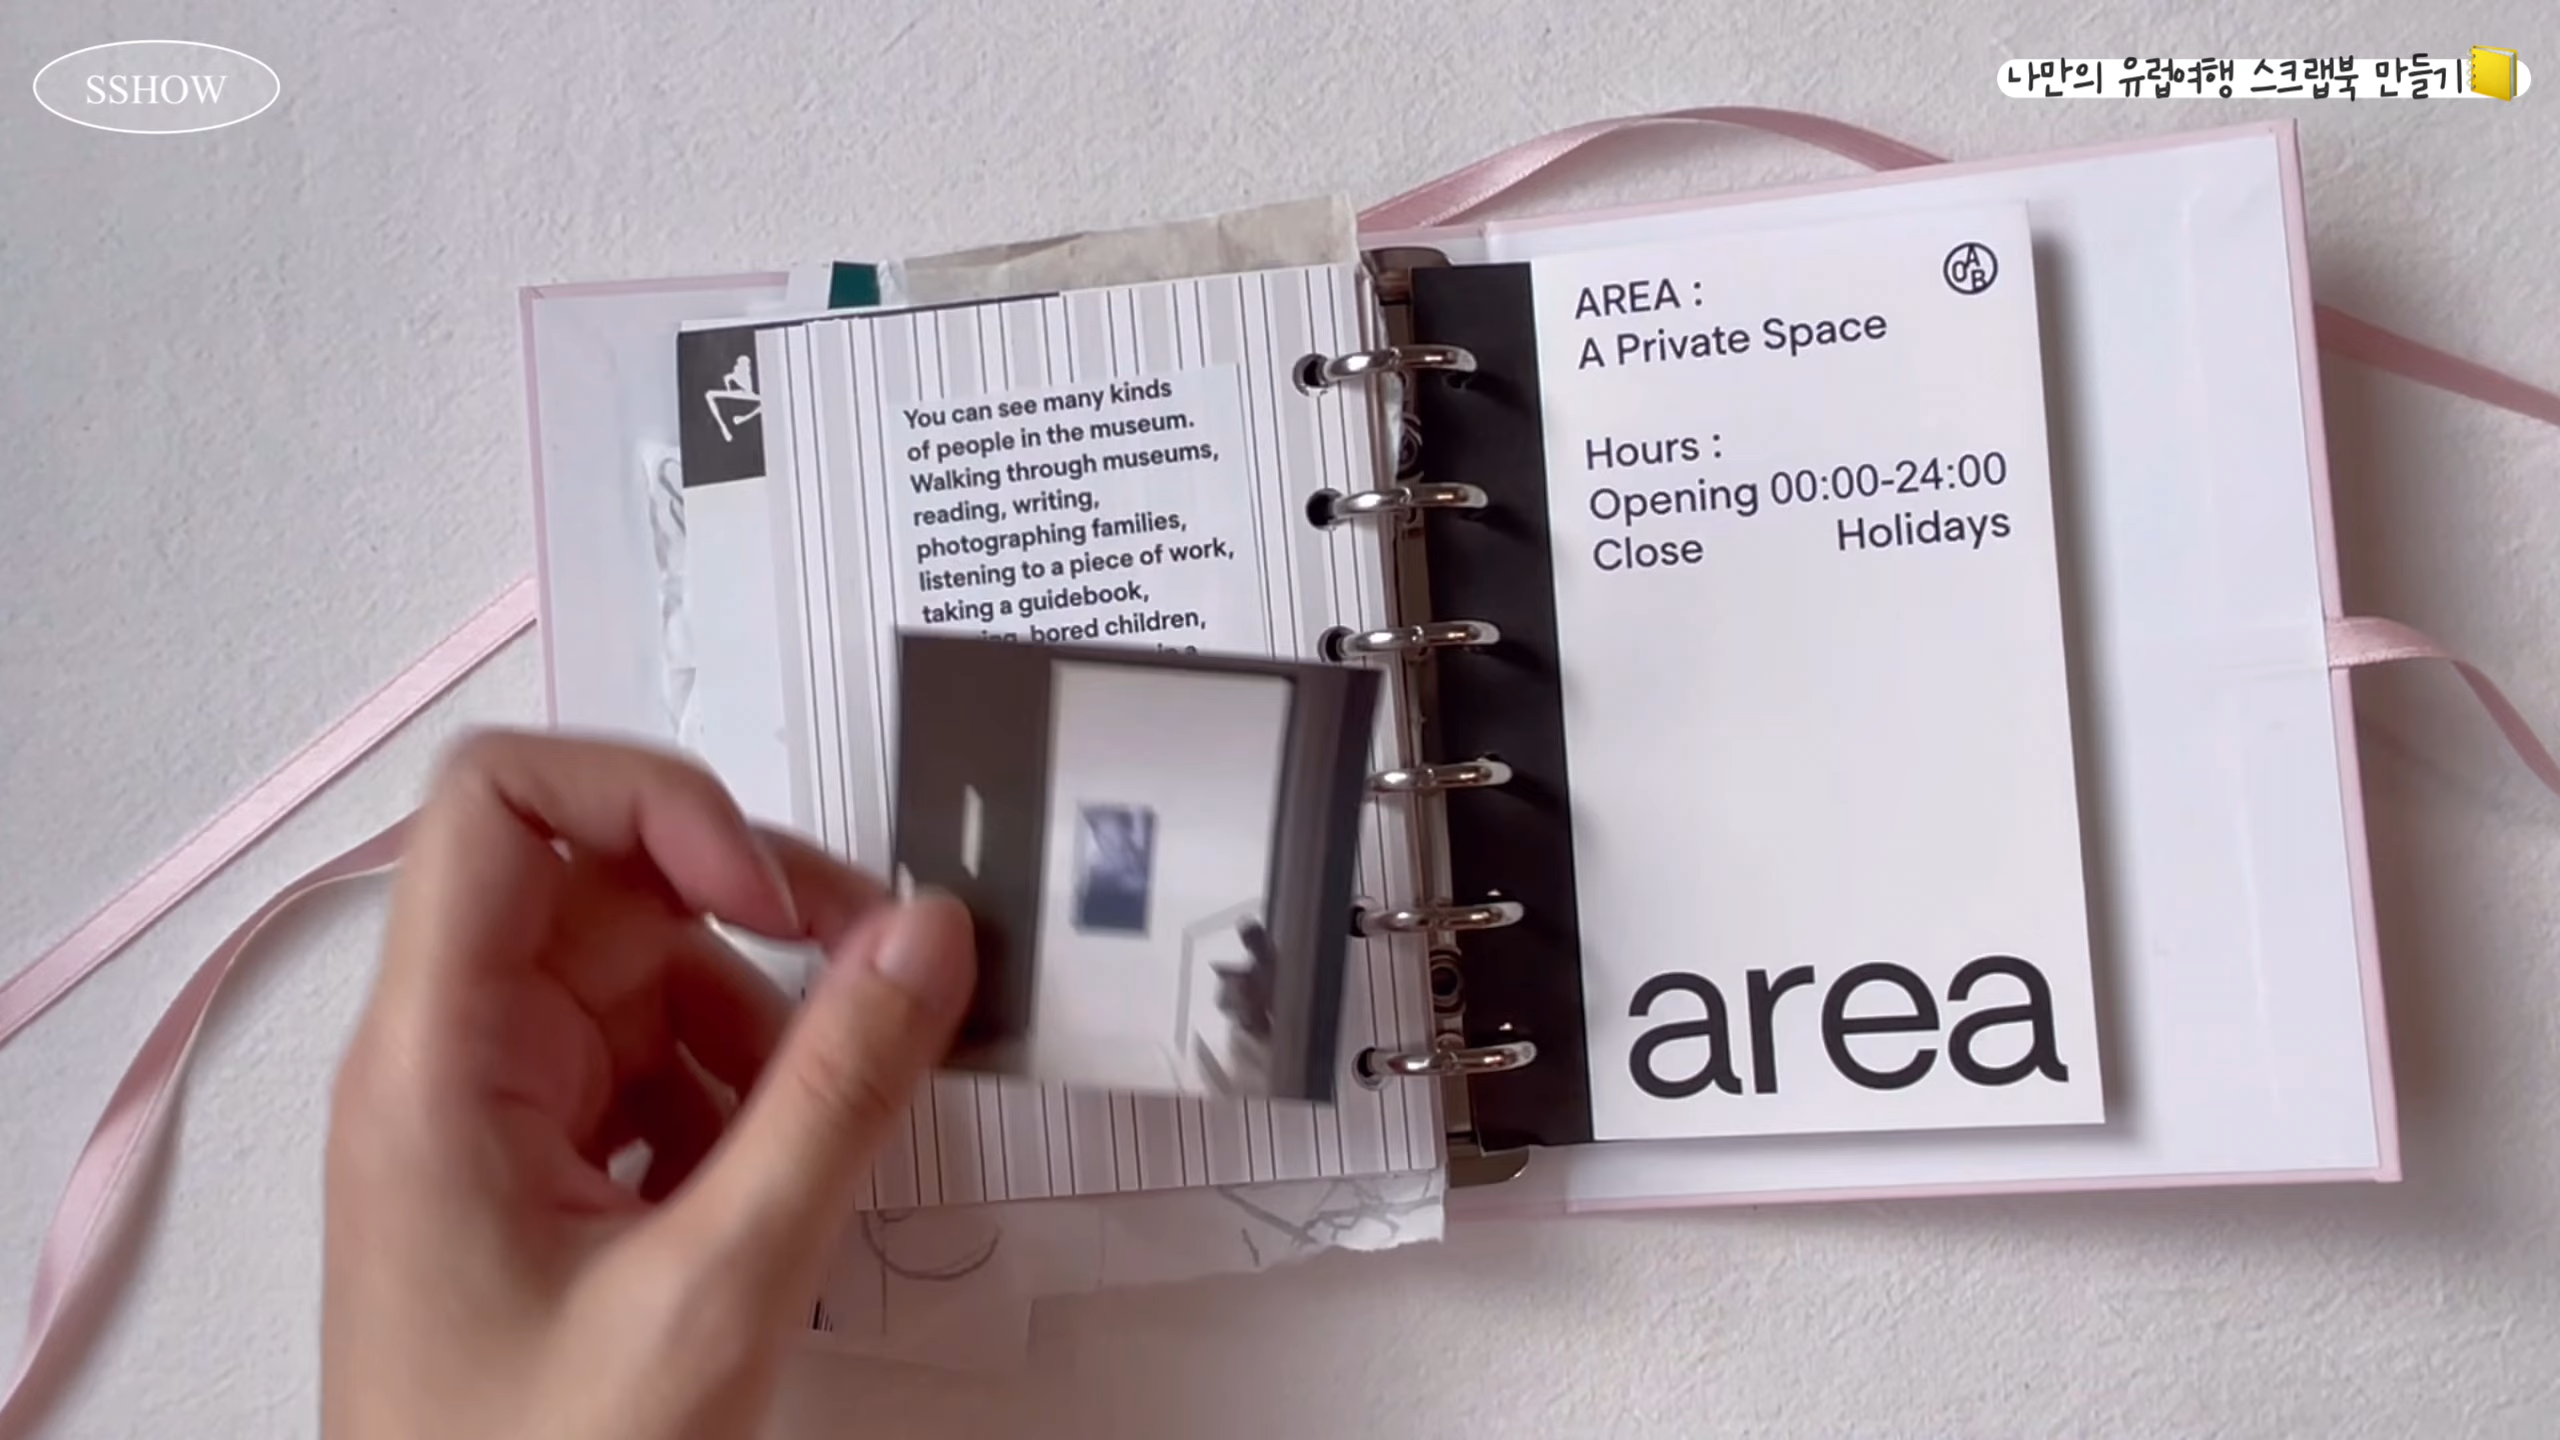 SSHOW
나만의 유럽여행 스크랩북 만들기
You can see many kinds
of people in the museum.
Walking through museums,
reading, writing,
photographing families,
listening to a piece of work,
taking a guidebook,
bored children,
in a
AREA :
A Private Space
OAB
Hours :
Opening 00:00-24:00
Close Holidays
area